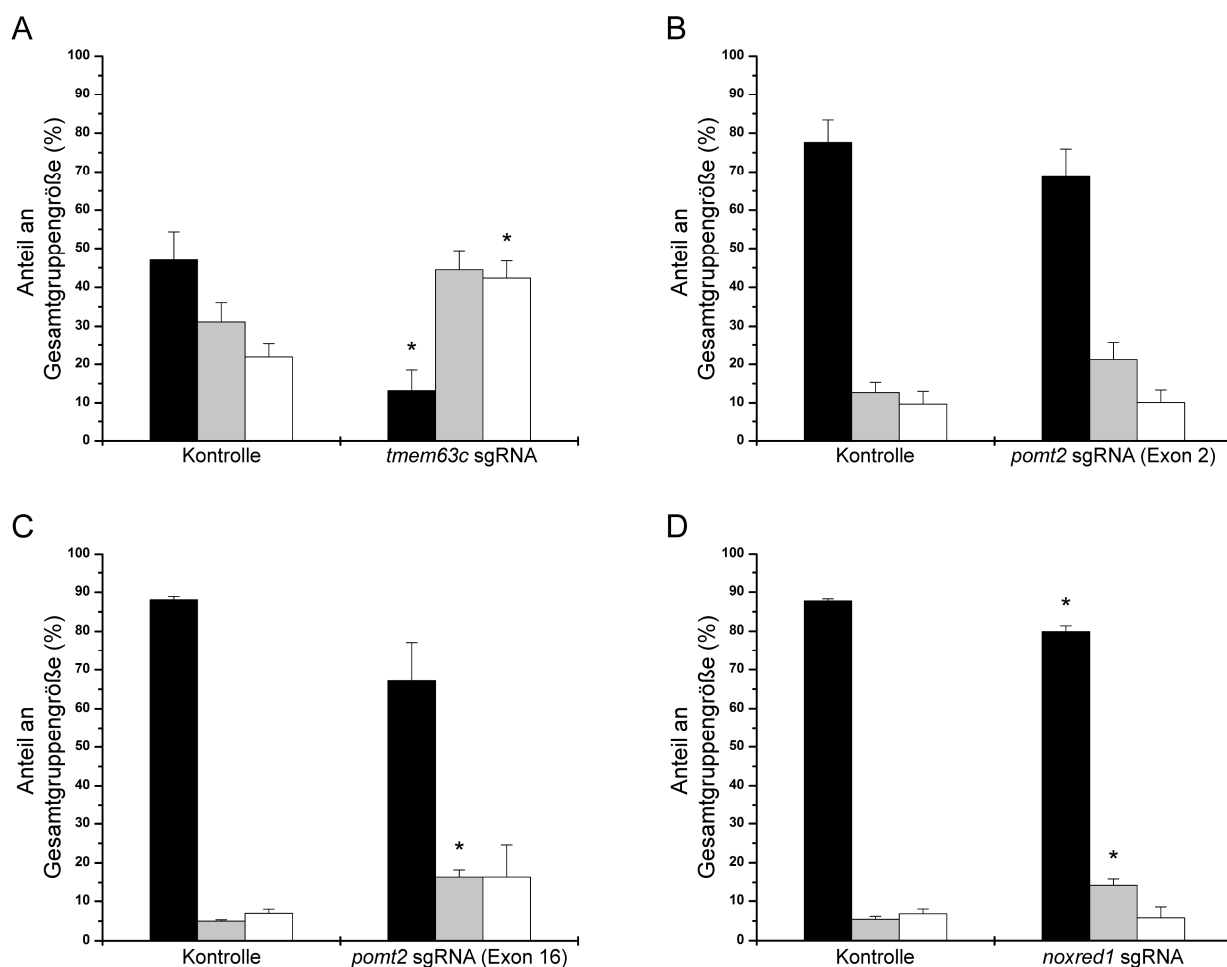 A
100
90
80
70
60
50
40
30
20
10
0
Anteil an
Gesamtgruppengröße (%)
*
*
Kontrolle
tmem63c sgRNA
B
100
90
80
70
60
50
40
30
20
10
0
Anteil an
Gesamtgruppengröße (%)
Kontrolle
pomt2 sgRNA (Exon 2)
C
100
90
80
70
60
50
40
30
20
10
0
Anteil an
Gesamtgruppengröße (%)
*
Kontrolle
pomt2 sgRNA (Exon 16)
D
100
90
80
70
60
50
40
30
20
10
0
Anteil an
Gesamtgruppengröße (%)
*
*
Kontrolle
noxred1 sgRNA